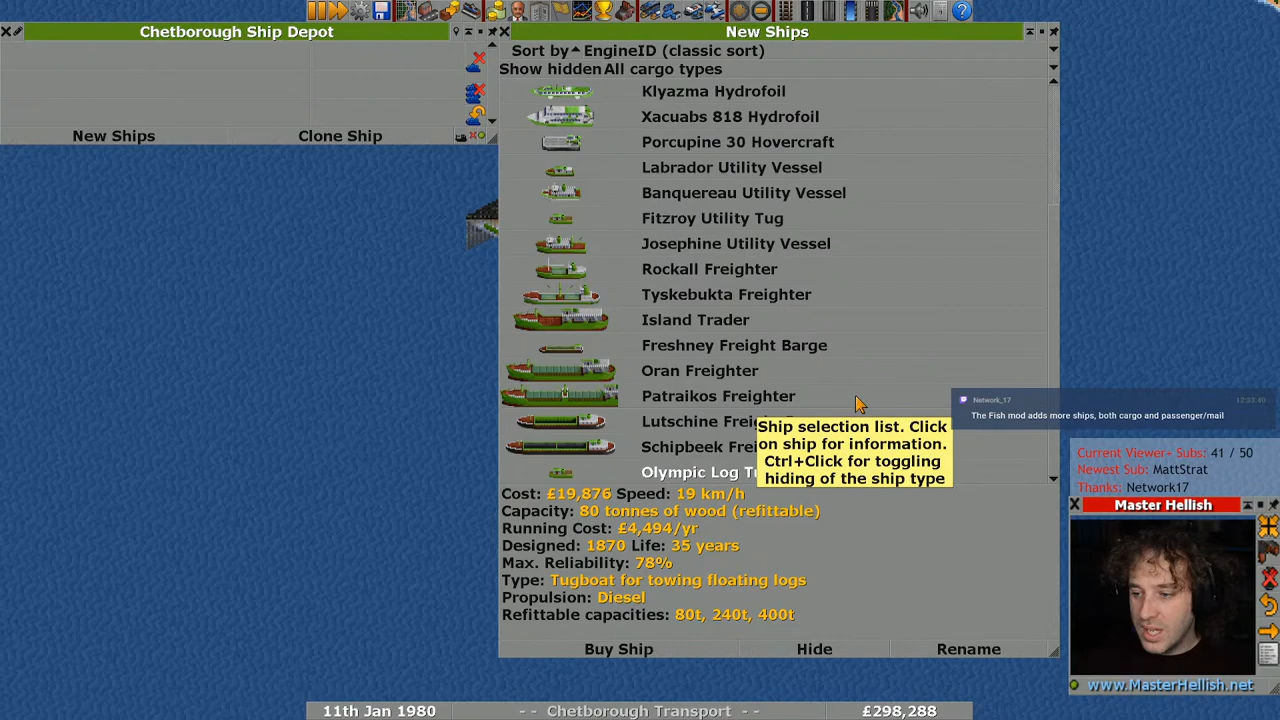 Chetborough Ship Depot
New Ships
Clone Ship
New Ships
Sort by EngineID (classic sort)
Show hidden All cargo types
Klyazma Hydrofoil
Xacuabs 818 Hydrofoil
Porcupine 30 Hovercraft
Labrador Utility Vessel
Banquereau Utility Vessel
Fitzroy Utility Tug
Josephine Utility Vessel
Rockall Freighter
Tyskebukta Freighter
Island Trader
Freshney Freight Barge
Oran Freighter
Patraikos Freighter
Lutschine
Schipbeek
Olympic Log
Ship selection list. Click
on ship for information.
Ctrl+Click for toggling
hiding of the ship type
Cost: £19,876 Speed: 19 km/h
Capacity: 80 tonnes of wood (refittable)
Running Cost: £4,494/yr
Designed: 1870 Life: 35 years
Max. Reliability: 78%
Type: Tugboat for towing floating logs
Propulsion: Diesel
Refittable capacities: 80t, 240t, 400t
Buy Ship
Hide
Rename
Network_17
12:03:40
The Fish mod adds more ships, both cargo and passenger/mail
Current Viewer+ Subs: 41 / 50
Newest Sub: MattStrat
Thanks: Network17
Master Hellish
www.MasterHellish.net
11th Jan 1980
-- Chetborough Transport --
£298,288